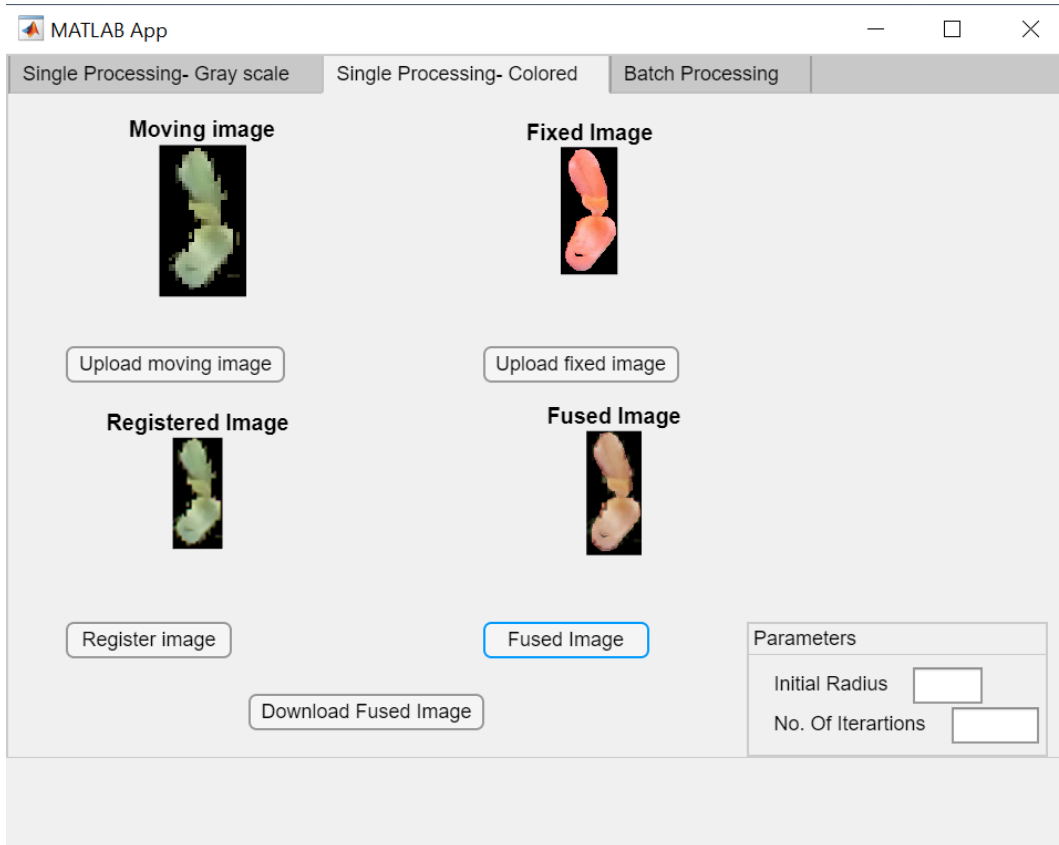 MATLAB App
Single Processing- Gray scale
Single Processing- Colored
Batch Processing
Moving image
Fixed Image
Upload moving image
Upload fixed image
Registered Image
Fused Image
Register image
Fused Image
Parameters
Initial Radius
No. Of Iterartions
Download Fused Image